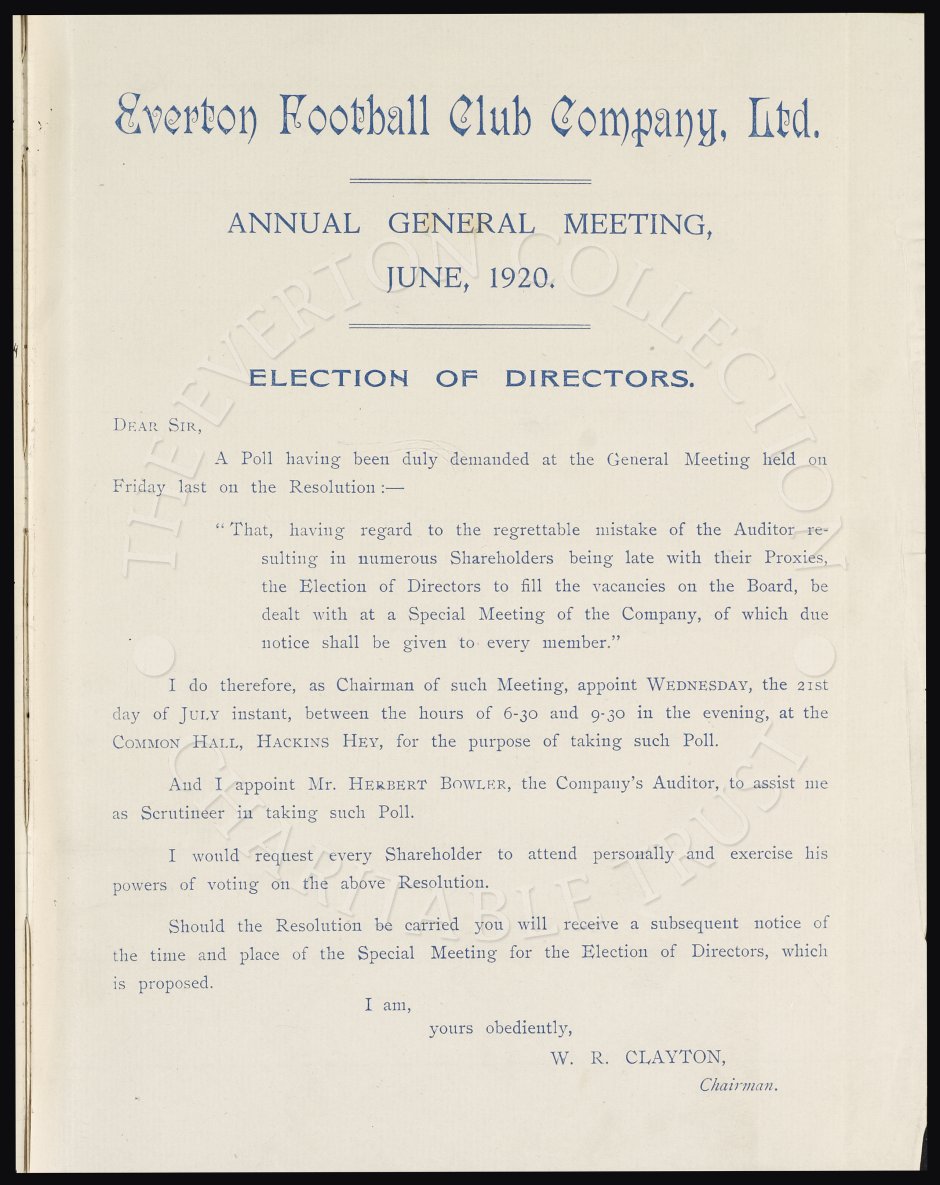 Everton Football Club Company, Ltd.
ANNUAL GENERAL MEETING,
JUNE, 1920.
ELECTION OF DIRECTORS.
DEAR SIR,
A Poll having been duly demanded at the General Meeting held on
Friday last on the Resolution :—
“ That, having regard to the regrettable mistake of the Auditor re-
sulting in numerous Shareholders being late with their Proxies,
the Election of Directors to fill the vacancies on the Board, be
dealt with at a Special Meeting of the Company, of which due
notice shall be given to every member.”
I do therefore, as Chairman of such Meeting, appoint WEDNESDAY, the 21st
day of JULY instant, between the hours of 6-30 and 9-30 in the evening, at the
COMMON HALL, HACKINS HEY, for the purpose of taking such Poll.
And I appoint Mr. HERBERT BOWLER, the Company’s Auditor, to assist me
as Scrutineer in taking such Poll.
I would request every Shareholder to attend personally and exercise his
powers of voting on the above Resolution.
Should the Resolution be carried you will receive a subsequent notice of
the time and place of the Special Meeting for the Election of Directors, which
is proposed.
I am,
yours obediently,
W. R. CLAYTON,
Chairman.
THE EVERTON COLLECTION
CHARITABLE TRUST